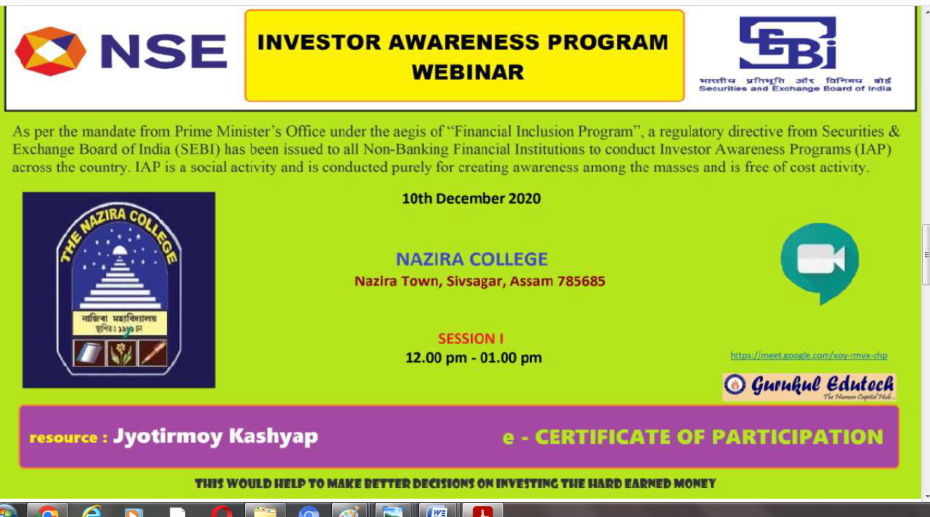 NSE
INVESTOR AWARENESS PROGRAM
WEBINAR
SEBI
भारतीय प्रतिभूति और विनिमय बोर्ड
Securities and Exchange Board of India
As per the mandate from Prime Minister's Office under the aegis of “Financial Inclusion Program”, a regulatory directive from Securities &
Exchange Board of India (SEBI) has been issued to all Non-Banking Financial Institutions to conduct Investor Awareness Programs (IAP)
across the country. IAP is a social activity and is conducted purely for creating awareness among the masses and is free of cost activity.
10th December 2020
THE NAZIRA COLLEGE
নাজিৰা মহাবিদ্যালয়
NAZIRA COLLEGE
Nazira Town, Sivsagar, Assam 785685
SESSION I
12.00 pm - 01.00 pm
https://meet.google.com/xoy-rmvx-chp
Gurukul Edutech
The Human Capital Hub..
resource : Jyotirmoy Kashyap
e - CERTIFICATE OF PARTICIPATION
THIS WOULD HELP TO MAKE BETTER DECISIONS ON INVESTING THE HARD EARNED MONEY